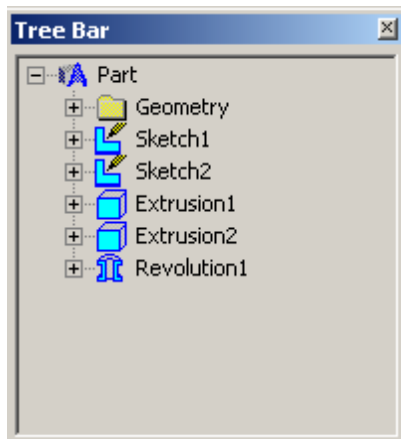 Tree Bar
Part
Geometry
Sketch1
Sketch2
Extrusion1
Extrusion2
Revolution1